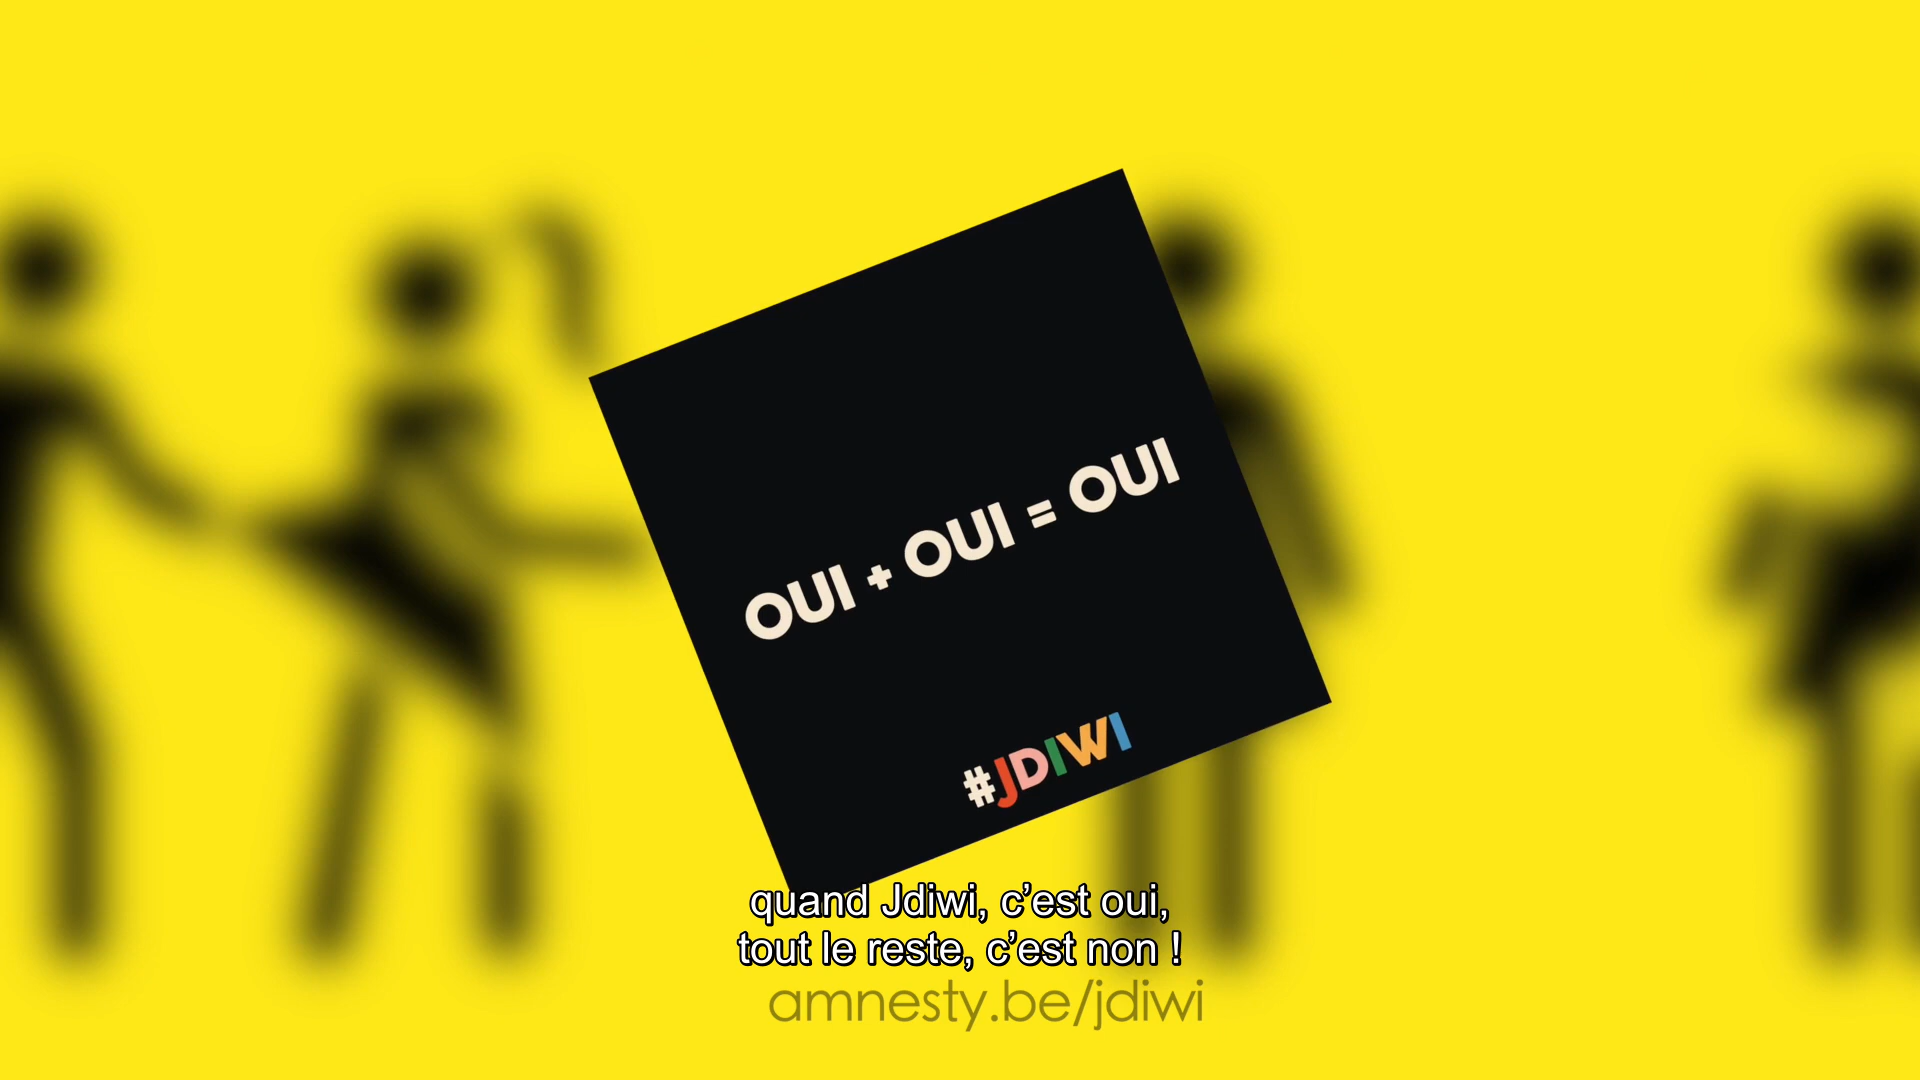 OUI + OUI = OUI
#JDIWI
quand Jdiwi, c’est oui,
tout le reste, c’est non !
amnesty.be/jdiwi